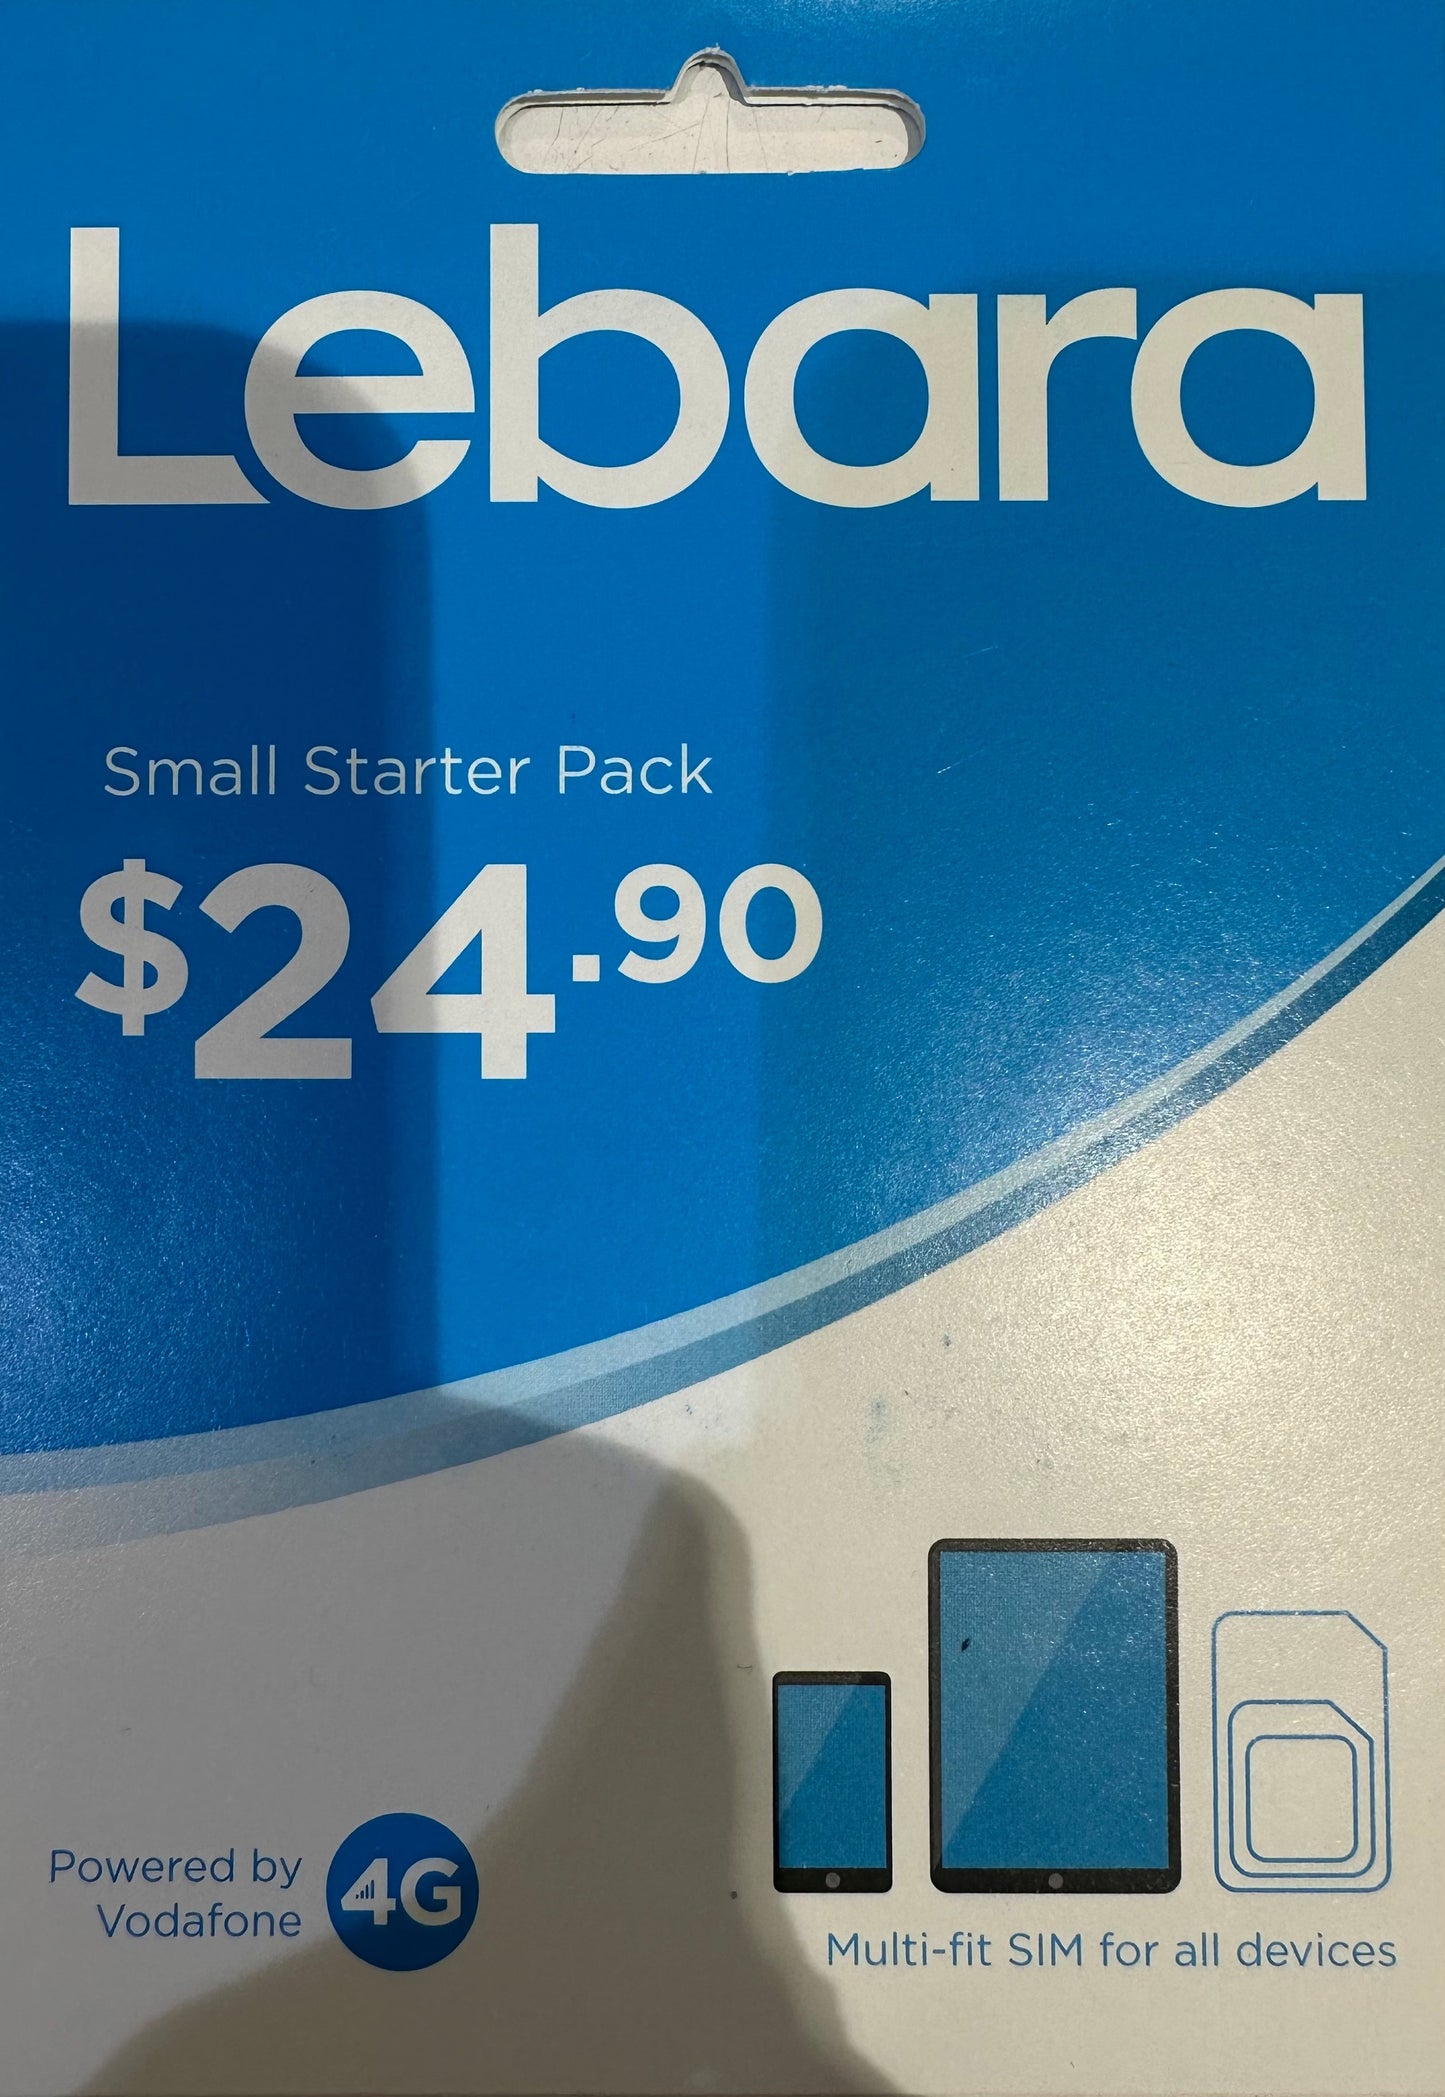 Lebara
Small Starter Pack
$24.90
Powered by
Vodafone
4G
Multi-fit SIM for all devices